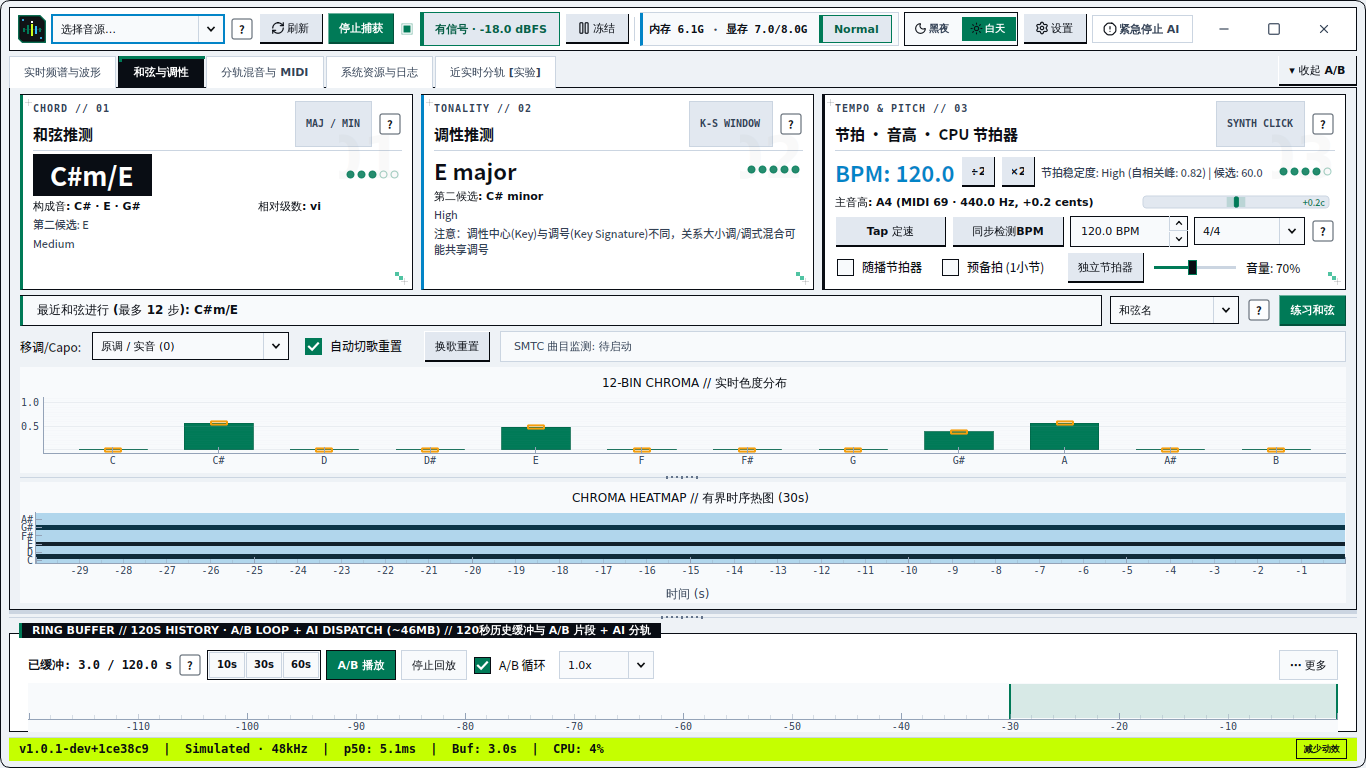 选择音源... ? 刷新 停止捕获 有信号 · -18.0 dBFS 冻结 内存 6.1G · 显存 7.0/8.0G Normal 黑夜 白天 设置 紧急停止 AI
实时频谱与波形 和弦与调性 分轨混音与 MIDI 系统资源与日志 近实时分轨 [实验] ▾ 收起 A/B
CHORD // 01
和弦推测
MAJ / MIN ?
C#m/E
构成音: C# · E · G# 相对级数: vi
第二候选: E
Medium
TONALITY // 02
调性推测
K-S WINDOW ?
E major
第二候选: C# minor
High
注意: 调性中心(Key)与调号(Key Signature)不同，关系大小调/调式混合可
能共享调号
TEMPO & PITCH // 03
节拍 · 音高 · CPU 节拍器
SYNTH CLICK ?
BPM: 120.0 ÷2 ×2 节拍稳定度: High (自相关峰: 0.82) | 候选: 60.0
主音高: A4 (MIDI 69 · 440.0 Hz, +0.2 cents) +0.2c
Tap 定速 同步检测BPM 120.0 BPM 4/4 ?
随播节拍器 预备拍 (1小节) 独立节拍器 音量: 70%
最近和弦进行 (最多 12 步): C#m/E 和弦名 ? 练习和弦
移调/Capo: 原调 / 实音 (0) 自动切歌重置 换歌重置 SMTC 曲目监测: 待启动
12-BIN CHROMA // 实时色度分布
1.0
0.5
C C# D D# E F F# G G# A A# B
CHROMA HEATMAP // 有界时序热图 (30s)
A#
G#
F#
E
D
C
-29 -28 -27 -26 -25 -24 -23 -22 -21 -20 -19 -18 -17 -16 -15 -14 -13 -12 -11 -10 -9 -8 -7 -6 -5 -4 -3 -2 -1
时间 (s)
RING BUFFER // 120S HISTORY · A/B LOOP + AI DISPATCH (~46MB) // 120秒历史缓冲与 A/B 片段 + AI 分轨
已缓冲: 3.0 / 120.0 s ? 10s 30s 60s A/B 播放 停止回放 A/B 循环 1.0x ··· 更多
-110 -100 -90 -80 -70 -60 -50 -40 -30 -20 -10
v1.0.1-dev+1ce38c9 | Simulated · 48kHz | p50: 5.1ms | Buf: 3.0s | CPU: 4% 减少动效